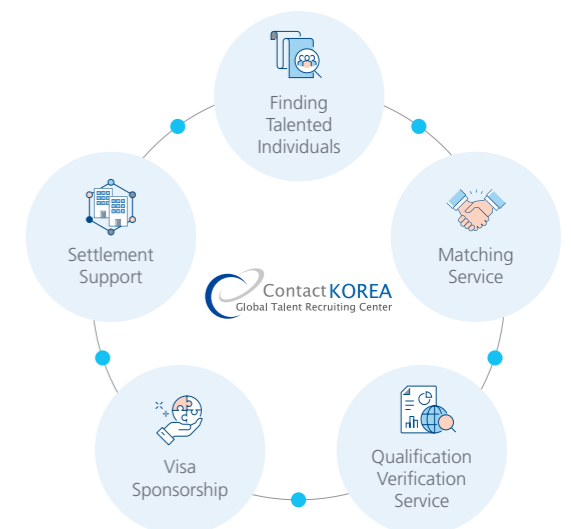 Finding
Talented
Individuals
Matching
Service
Qualification
Verification
Service
Visa
Sponsorship
Settlement
Support
Contact KOREA
Global Talent Recruiting Center